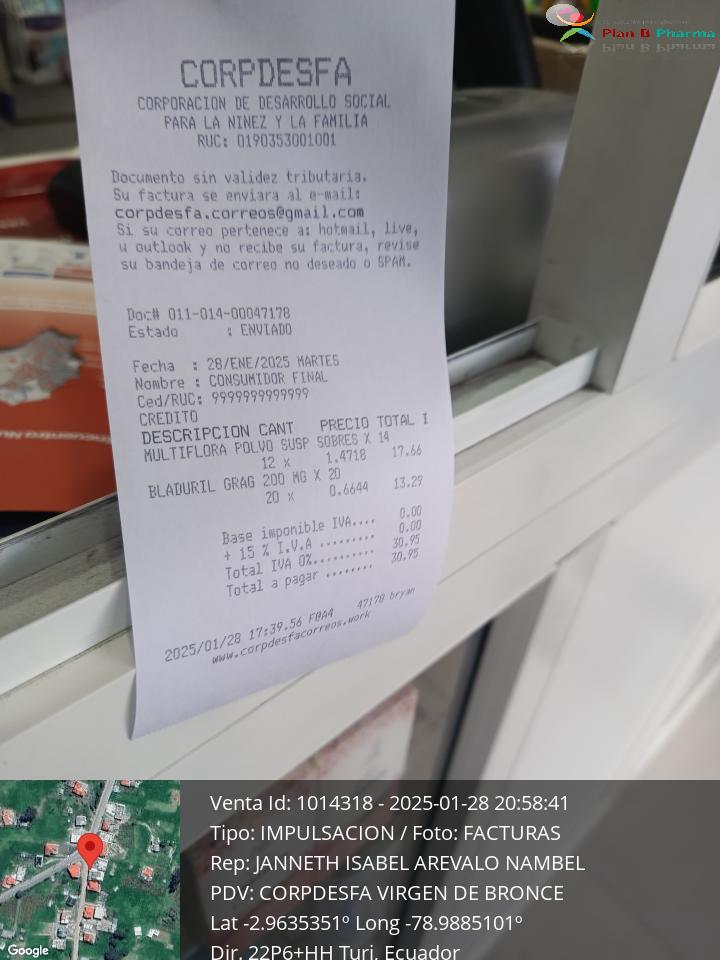 Plan B Pharma
CORPDESFA
CORPORACION DE DESARROLLO SOCIAL
PARA LA NINEZ Y LA FAMILIA
RUC: 0190353001001
Documento sin validez tributaria.
Su factura se enviara al e-mail:
corpdesfa.correos@gmail.com
Si su correo pertenece a: hotmail, live,
u outlook y no recibe su factura, revise
su bandeja de correo no deseado o SPAM.
Doc# 011-014-00047178
Estado : ENVIADO
Fecha : 28/ENE/2025 MARTES
Nombre : CONSUMIDOR FINAL
Ced/RUC: 9999999999999
CREDITO
DESCRIPCION CANT PRECIO TOTAL I
MULTIFLORA POLVO SUSP SOBRES X 14
12 x 1.4718 17.66
BLADURIL GRAG 200 MG X 20
20 x 0.6644 13.29
Base imponible IVA.... 0.00
+ 15 % I.V.A ......... 0.00
Total IVA 0%.......... 30.95
Total a pagar ........ 30.95
2025/01/28 17:39.56 F0A4 47178 bryan
www.corpdesfacorreos.work
Venta Id: 1014318 - 2025-01-28 20:58:41
Tipo: IMPULSACION / Foto: FACTURAS
Rep: JANNETH ISABEL AREVALO NAMBEL
PDV: CORPDESFA VIRGEN DE BRONCE
Lat -2.9635351º Long -78.9885101º
Dir. 22P6+HH Turi, Ecuador
Google